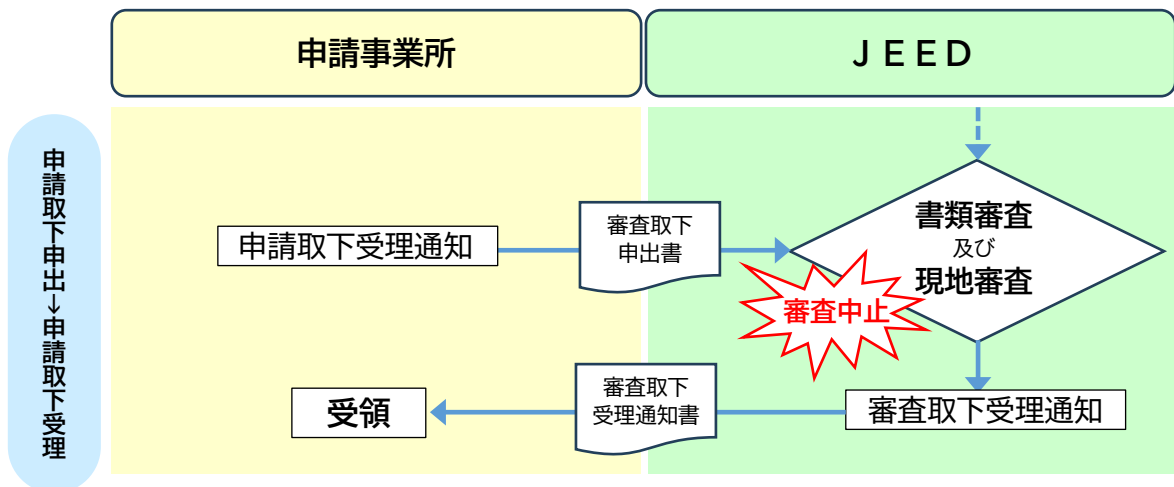 申請事業所
ＪＥＥＤ
申請取下申出→申請取下受理
申請取下受理通知
審査取下
申出書
書類審査
及び
現地審査
審査中止
受領
審査取下
受理通知書
審査取下受理通知